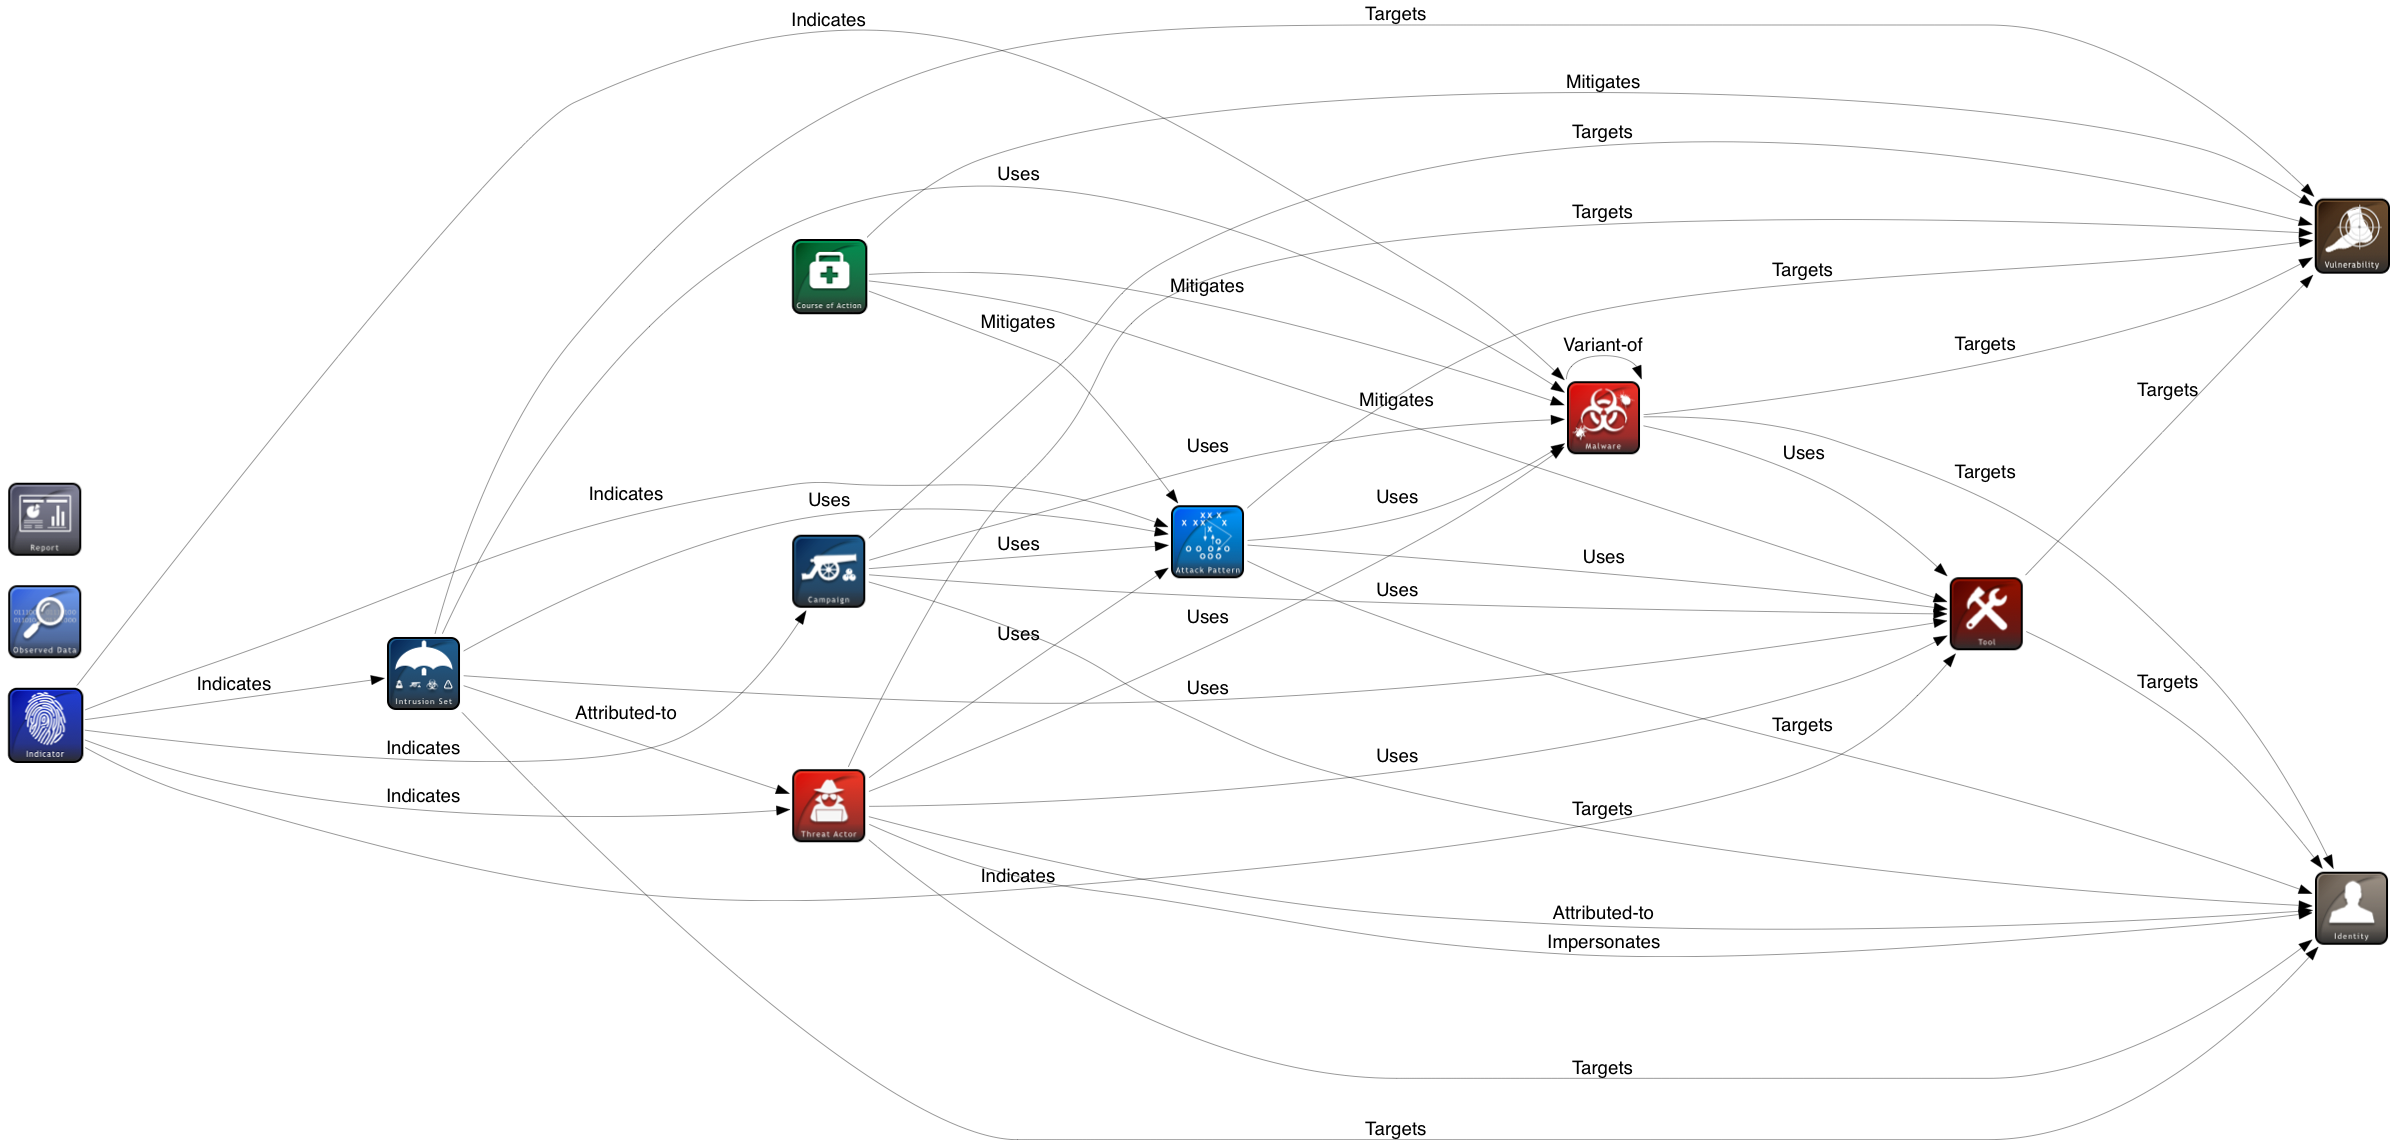 Targets
Indicates
Mitigates
Targets
Uses
Targets
Vulnerability
Targets
Mitigates
Course of Action
Mitigates
Targets
Variant-of
Targets
Mitigates
Malware
Uses
Uses
Targets
Indicates
Uses
X X X
X X X X
X
Uses
Report
Uses
Uses
Attack Pattern
Uses
Campaign
Uses
Tool
Uses
Observed Data
Uses
Indicates
Targets
Uses
Intrusion Set
Attributed-to
Targets
Indicates
Indicator
Uses
Indicates
Targets
Threat Actor
Indicates
Attributed-to
Identity
Impersonates
Targets
Targets